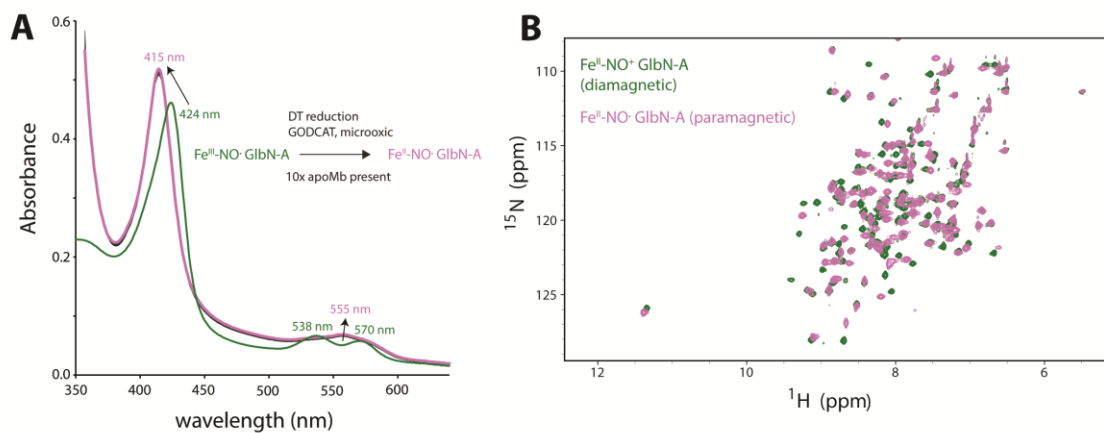 A
0.6
0.4
0.2
0.0
Absorbance
350
400
450
500
550
600
wavelength (nm)
415 nm
424 nm
DT reduction
GODCAT, microoxic
Feᴵᴵᴵ-NO· GlbN-A
Feᴵᴵ-NO· GlbN-A
10x apoMb present
555 nm
538 nm
570 nm
B
Feᴵᴵ-NO⁺ GlbN-A
(diamagnetic)
Feᴵᴵ-NO· GlbN-A (paramagnetic)
110
115
120
125
¹⁵N (ppm)
12
10
8
6
¹H (ppm)